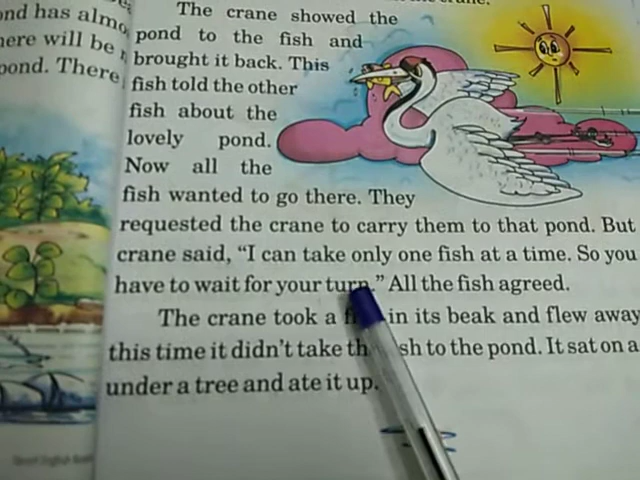 nd has almo
here will be
pond. There
the crane.
The crane showed the
pond to the fish and
brought it back. This
fish told the other
fish about the
lovely pond.
Now all the
fish wanted to go there. They
requested the crane to carry them to that pond. But
crane said, “I can take only one fish at a time. So you
have to wait for your turn.” All the fish agreed.
The crane took a in its beak and flew away
this time it didn't take th sh to the pond. It sat on a
under a tree and ate it up.